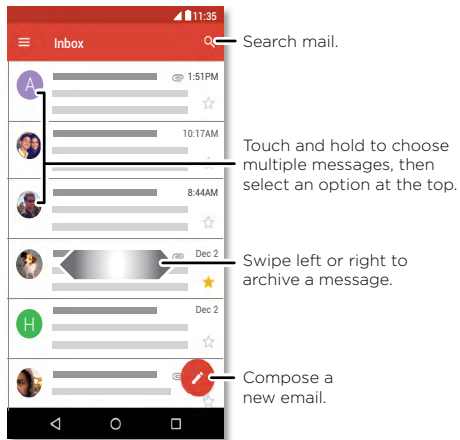 11:35
Inbox
Search mail.
A
1:51PM
10:17AM
Touch and hold to choose
multiple messages, then
select an option at the top.
8:44AM
Dec 2
Swipe left or right to
archive a message.
H
Dec 2
Compose a
new email.